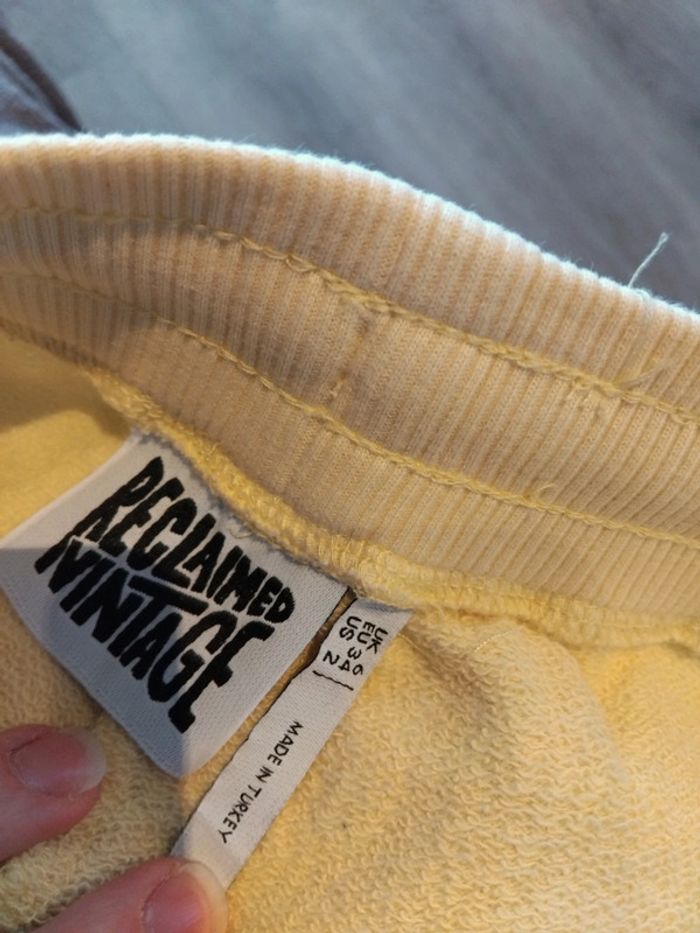 RECLAIMED
VINTAGE
UK 6
EU 34
US 2
MADE IN TURKEY